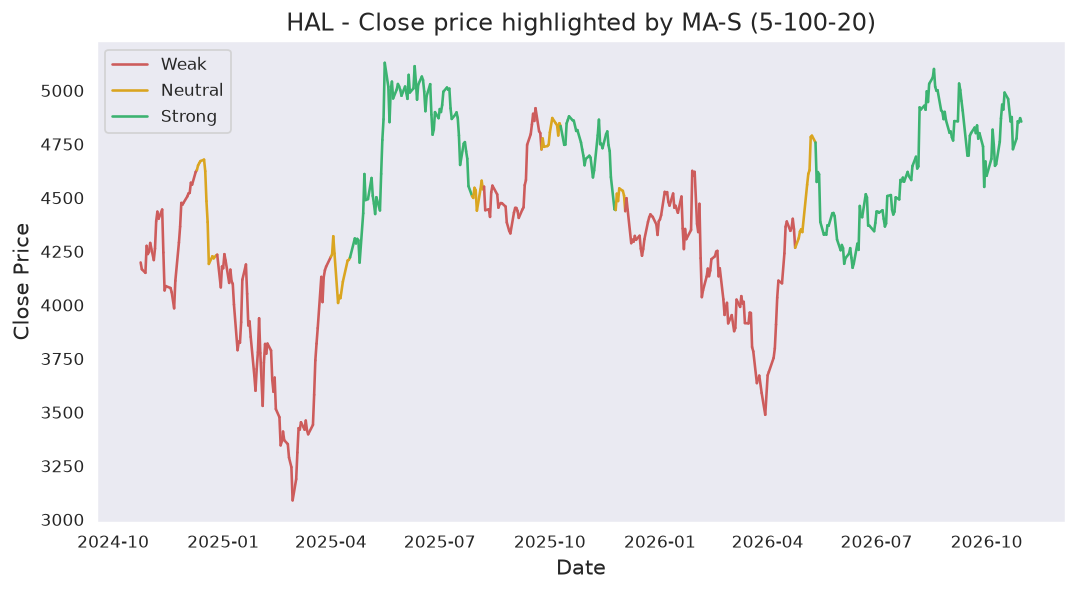 HAL - Close price highlighted by MA-S (5-100-20)
Weak
Neutral
Strong
Close Price
5000
4750
4500
4250
4000
3750
3500
3250
3000
2024-10 2025-01 2025-04 2025-07 2025-10 2026-01 2026-04 2026-07 2026-10
Date